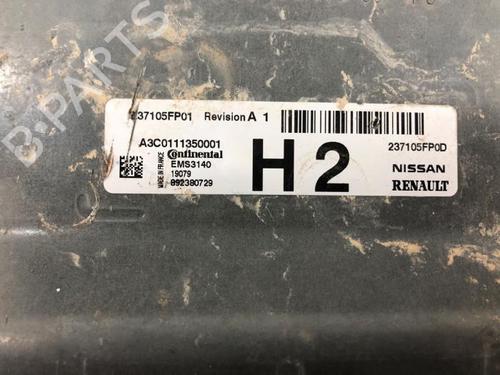 237105FP01 Revision A 1
A3C0111350001
Continental
EMS3140
19079
892380729
MADE IN FRANCE
H2
237105FP0D
NISSAN
RENAULT
B-PARTS